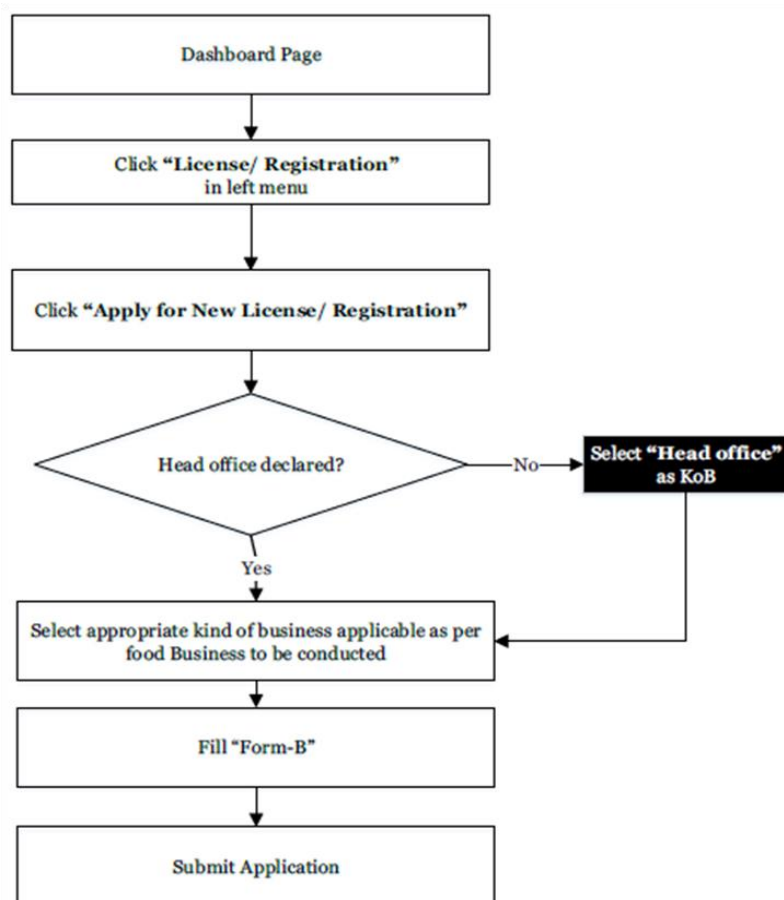 Dashboard Page
Click “License/ Registration”
in left menu
Click “Apply for New License/ Registration”
Head office declared?
No
Select “Head office”
as KoB
Yes
Select appropriate kind of business applicable as per
food Business to be conducted
Fill “Form-B”
Submit Application